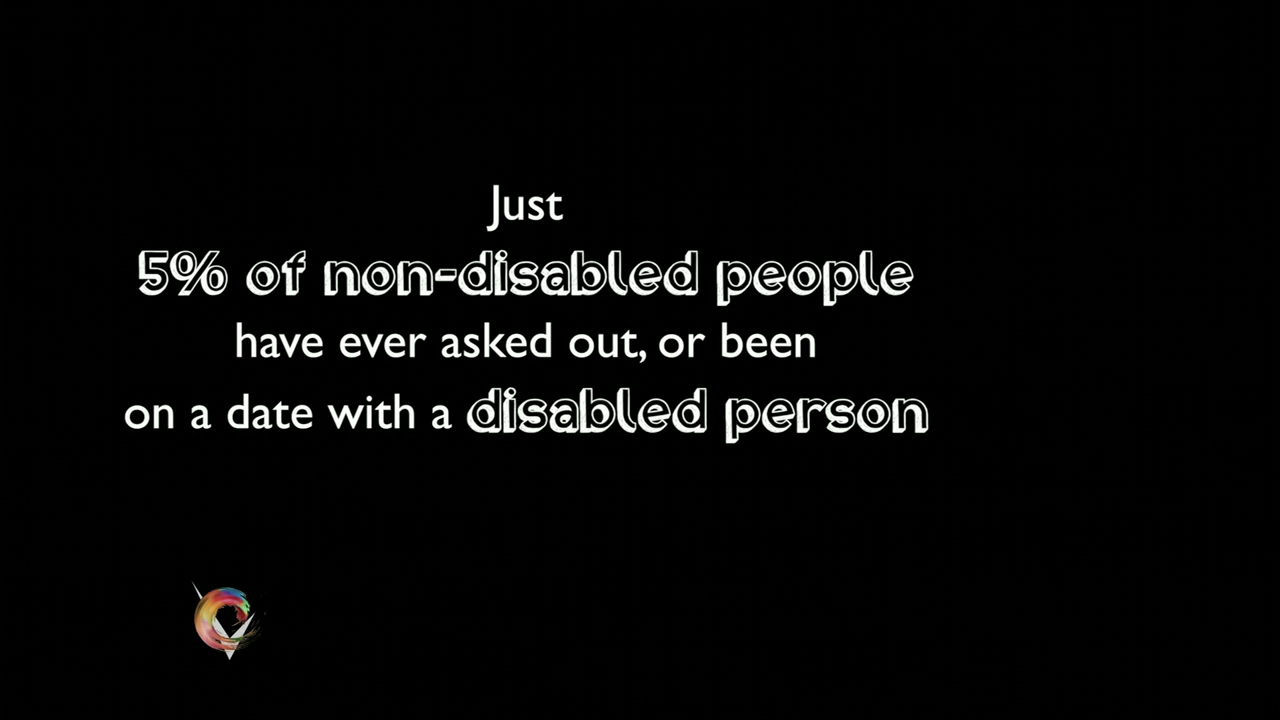 Just
5% of non-disabled people
have ever asked out, or been
on a date with a disabled person